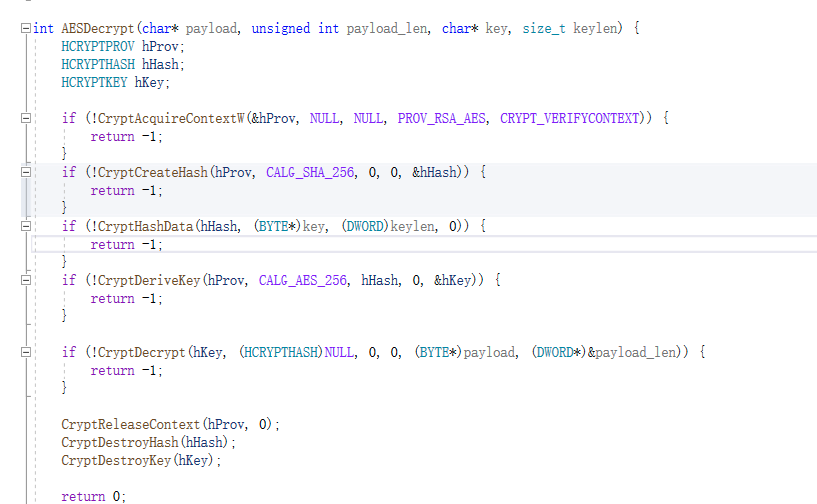 int AESDecrypt(char* payload, unsigned int payload_len, char* key, size_t keylen) {
HCRYPTPROV hProv;
HCRYPTHASH hHash;
HCRYPTKEY hKey;
if (!CryptAcquireContextW(&hProv, NULL, NULL, PROV_RSA_AES, CRYPT_VERIFYCONTEXT)) {
return -1;
}
if (!CryptCreateHash(hProv, CALG_SHA_256, 0, 0, &hHash)) {
return -1;
}
if (!CryptHashData(hHash, (BYTE*)key, (DWORD)keylen, 0)) {
return -1;
}
if (!CryptDeriveKey(hProv, CALG_AES_256, hHash, 0, &hKey)) {
return -1;
}
if (!CryptDecrypt(hKey, (HCRYPTHASH)NULL, 0, 0, (BYTE*)payload, (DWORD*)&payload_len)) {
return -1;
}
CryptReleaseContext(hProv, 0);
CryptDestroyHash(hHash);
CryptDestroyKey(hKey);
return 0;